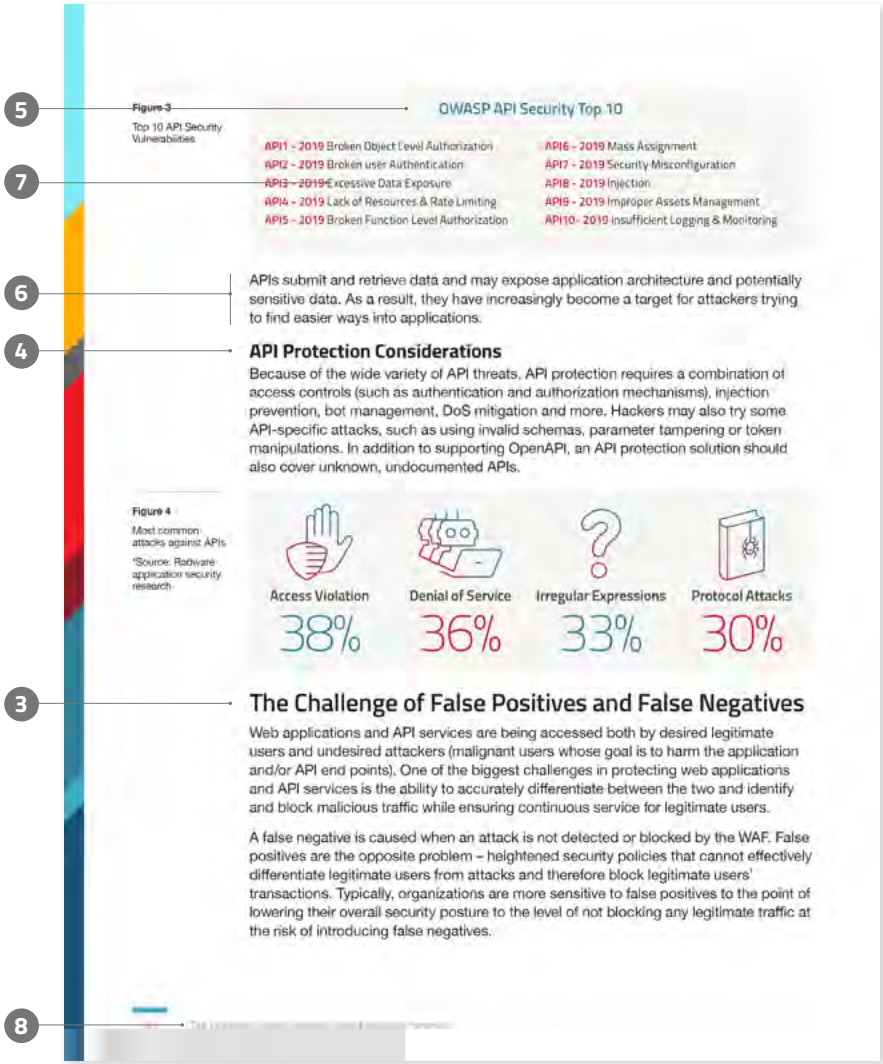 5
Figure 3
Top 10 API Security
Vulnerabilities
OWASP API Security Top 10
API1 - 2019 Broken Object Level Authorization
API2 - 2019 Broken user Authentication
7
API3 - 2019 Excessive Data Exposure
API4 - 2019 Lack of Resources & Rate Limiting
API5 - 2019 Broken Function Level Authorization
API6 - 2019 Mass Assignment
API7 - 2019 Security Misconfiguration
API8 - 2019 Injection
API9 - 2019 Improper Assets Management
API10- 2019 Insufficient Logging & Monitoring
6
APIs submit and retrieve data and may expose application architecture and potentially
sensitive data. As a result, they have increasingly become a target for attackers trying
to find easier ways into applications.
4
API Protection Considerations
Because of the wide variety of API threats, API protection requires a combination of
access controls (such as authentication and authorization mechanisms), injection
prevention, bot management, DoS mitigation and more. Hackers may also try some
API-specific attacks, such as using invalid schemas, parameter tampering or token
manipulations. In addition to supporting OpenAPI, an API protection solution should
also cover unknown, undocumented APIs.
Figure 4
Most common
attacks against APIs
*Source: Radware
application security
research
Access Violation
38%
Denial of Service
36%
Irregular Expressions
33%
Protocol Attacks
30%
3
The Challenge of False Positives and False Negatives
Web applications and API services are being accessed both by desired legitimate
users and undesired attackers (malignant users whose goal is to harm the application
and/or API end points). One of the biggest challenges in protecting web applications
and API services is the ability to accurately differentiate between the two and identify
and block malicious traffic while ensuring continuous service for legitimate users.
A false negative is caused when an attack is not detected or blocked by the WAF. False
positives are the opposite problem – heightened security policies that cannot effectively
differentiate legitimate users from attacks and therefore block legitimate users'
transactions. Typically, organizations are more sensitive to false positives to the point of
lowering their overall security posture to the level of not blocking any legitimate traffic at
the risk of introducing false negatives.
8